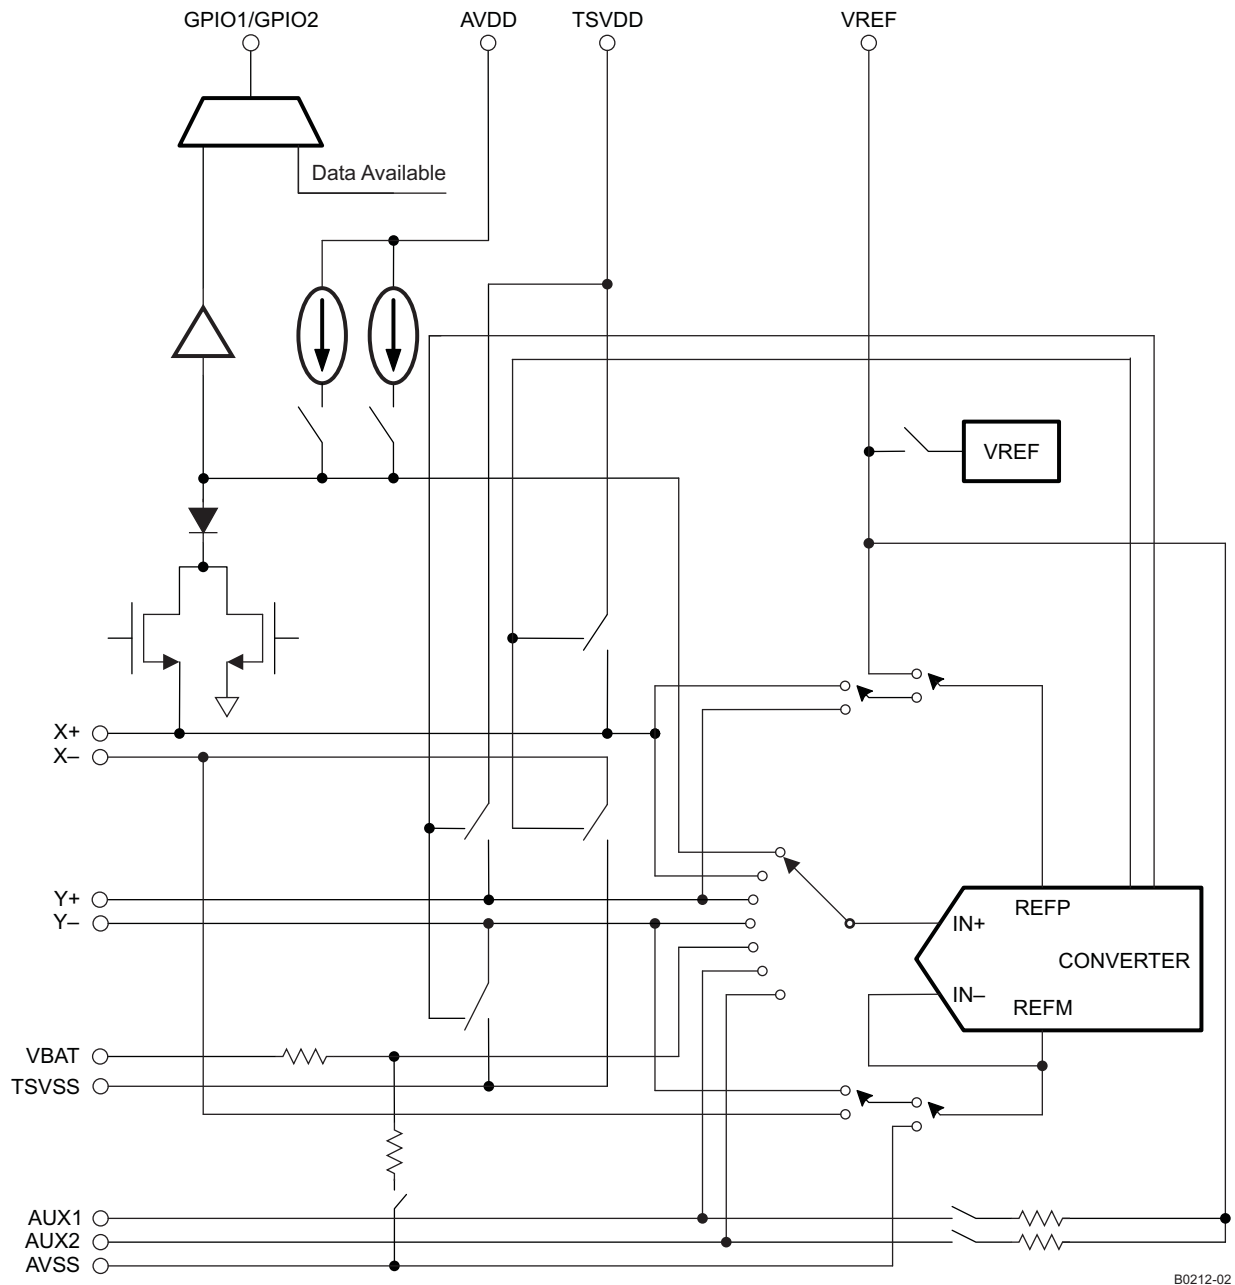 GPIO1/GPIO2
AVDD
TSVDD
VREF
Data Available
VREF
X+
X–
Y+
Y–
REFP
IN+
CONVERTER
IN–
REFM
VBAT
TSVSS
AUX1
AUX2
AVSS
B0212-02